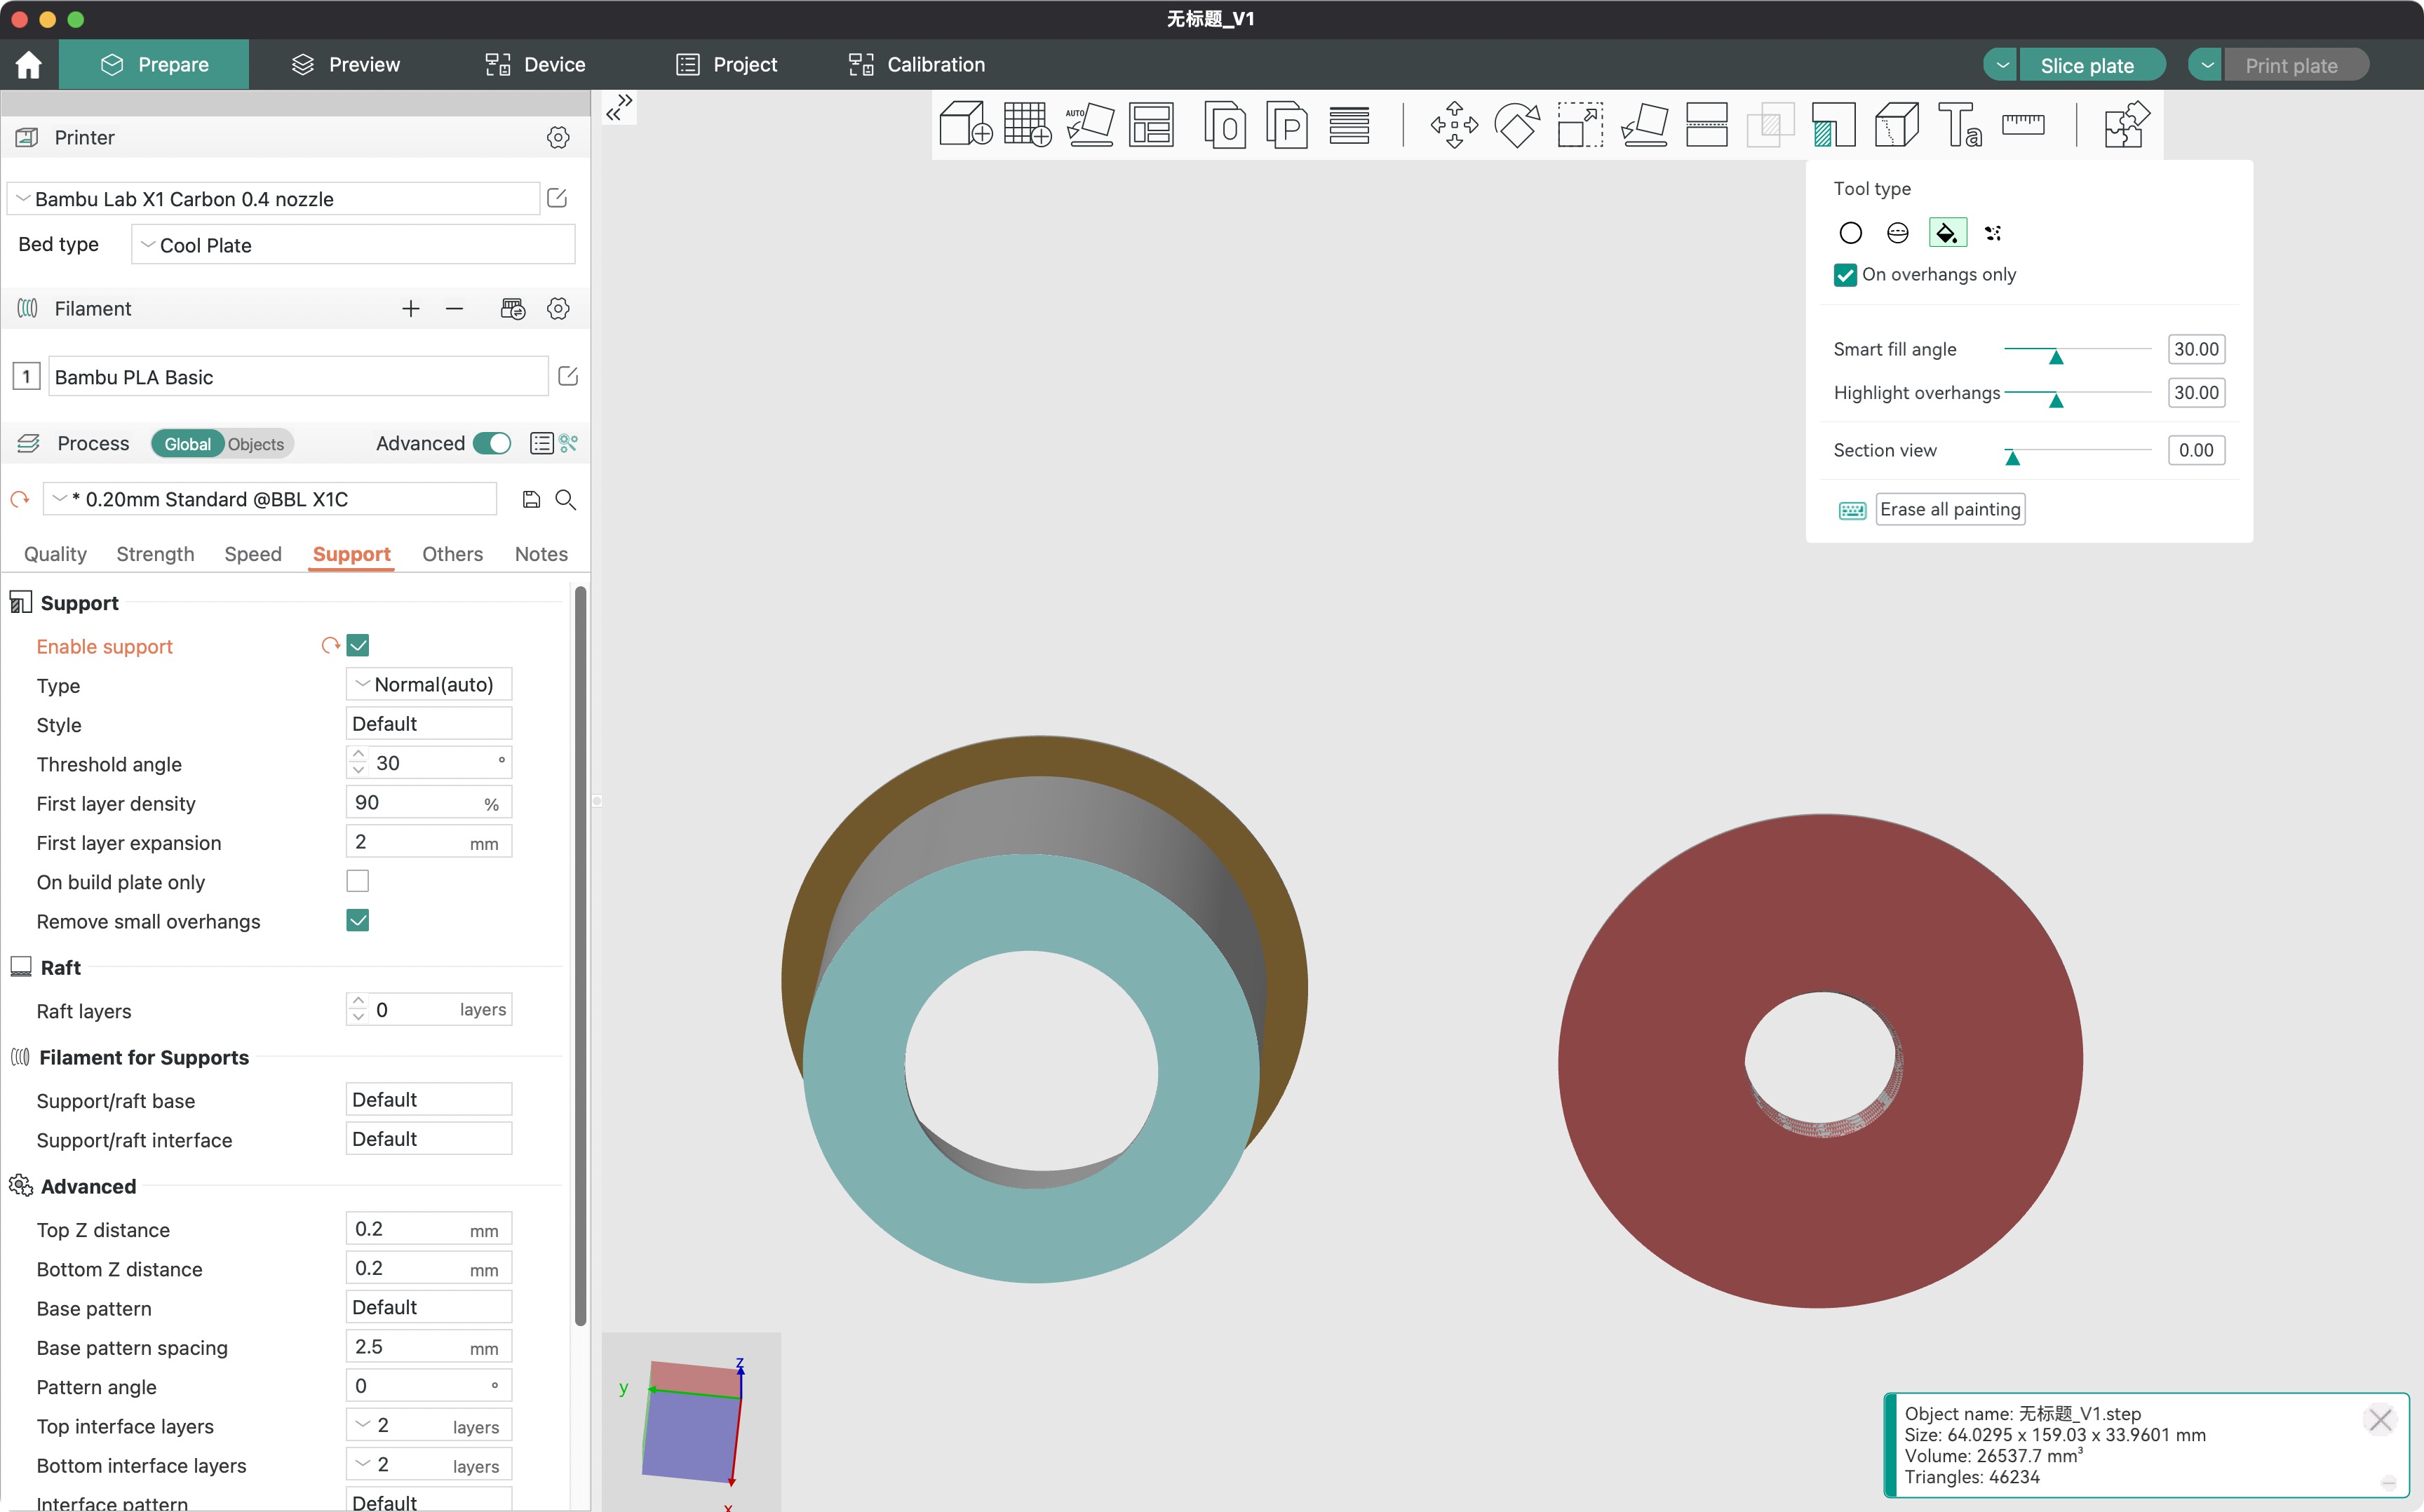 无标题_V1
Prepare
Preview
Device
Project
Calibration
Slice plate
Print plate
Printer
Bambu Lab X1 Carbon 0.4 nozzle
Bed type
Cool Plate
Filament
1
Bambu PLA Basic
Process
Global
Objects
Advanced
* 0.20mm Standard @BBL X1C
Quality
Strength
Speed
Support
Others
Notes
Support
Enable support
Type
Normal(auto)
Style
Default
Threshold angle
30 °
First layer density
90 %
First layer expansion
2 mm
On build plate only
Remove small overhangs
Raft
Raft layers
0 layers
Filament for Supports
Support/raft base
Default
Support/raft interface
Default
Advanced
Top Z distance
0.2 mm
Bottom Z distance
0.2 mm
Base pattern
Default
Base pattern spacing
2.5 mm
Pattern angle
0 °
Top interface layers
2 layers
Bottom interface layers
2 layers
Interface pattern
Default
AUTO
O
P
Ta
Tool type
On overhangs only
Smart fill angle
30.00
Highlight overhangs
30.00
Section view
0.00
Erase all painting
z
y
x
Object name: 无标题_V1.step
Size: 64.0295 x 159.03 x 33.9601 mm
Volume: 26537.7 mm³
Triangles: 46234